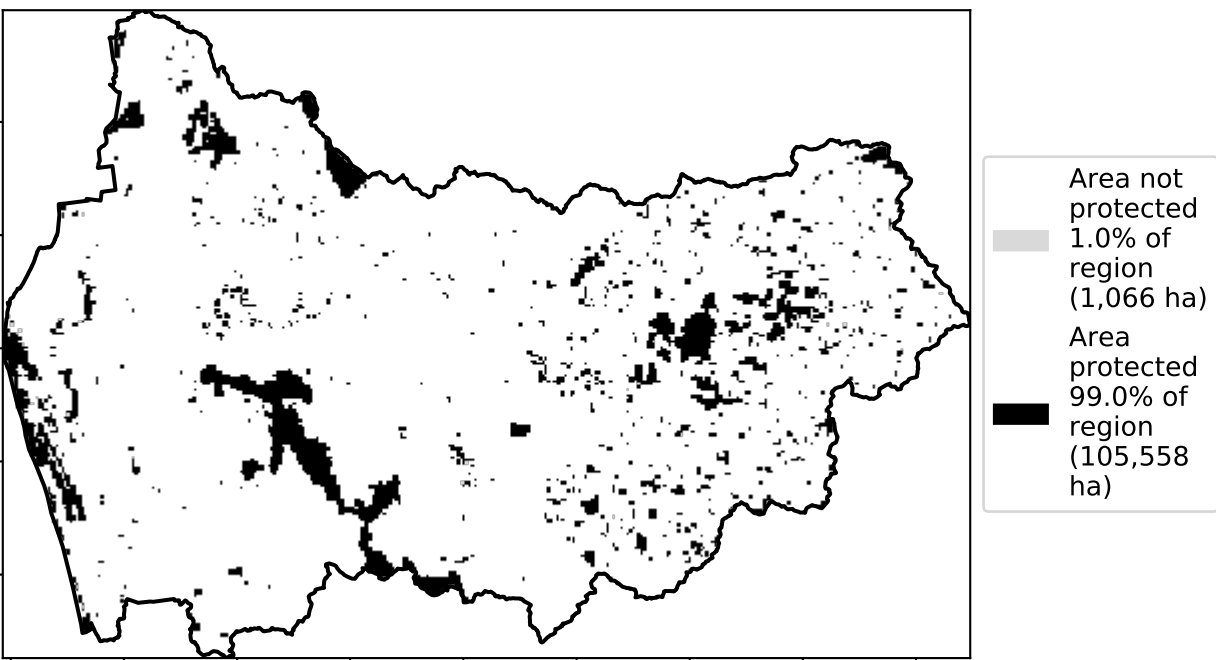 Area not
protected
1.0% of
region
(1,066 ha)
Area
protected
99.0% of
region
(105,558
ha)